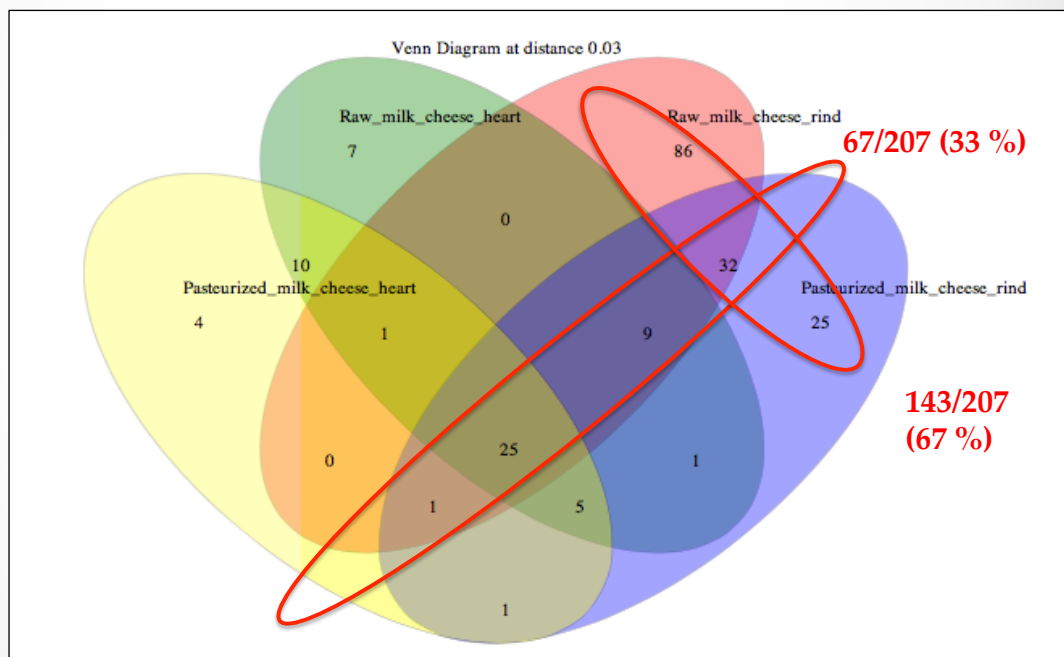 Venn Diagram at distance 0.03
Raw_milk_cheese_heart
Raw_milk_cheese_rind
67/207 (33 %)
7
86
0
10
32
Pasteurized_milk_cheese_heart
Pasteurized_milk_cheese_rind
4
1
9
25
143/207
(67 %)
0
25
1
1
5
1